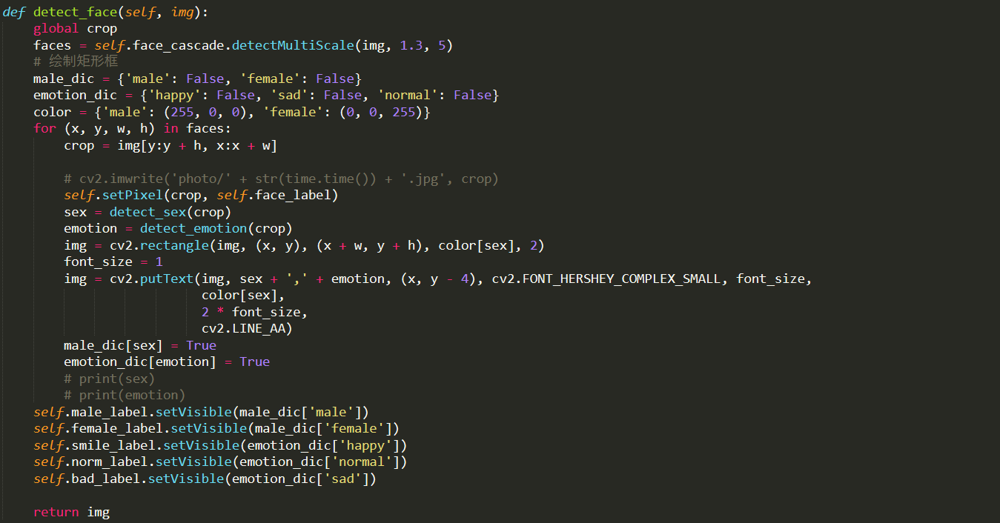 def detect_face(self, img):
    global crop
    faces = self.face_cascade.detectMultiScale(img, 1.3, 5)
    # 绘制矩形框
    male_dic = {'male': False, 'female': False}
    emotion_dic = {'happy': False, 'sad': False, 'normal': False}
    color = {'male': (255, 0, 0), 'female': (0, 0, 255)}
    for (x, y, w, h) in faces:
        crop = img[y:y + h, x:x + w]

        # cv2.imwrite('photo/' + str(time.time()) + '.jpg', crop)
        self.setPixel(crop, self.face_label)
        sex = detect_sex(crop)
        emotion = detect_emotion(crop)
        img = cv2.rectangle(img, (x, y), (x + w, y + h), color[sex], 2)
        font_size = 1
        img = cv2.putText(img, sex + ',' + emotion, (x, y - 4), cv2.FONT_HERSHEY_COMPLEX_SMALL, font_size,
                          color[sex],
                          2 * font_size,
                          cv2.LINE_AA)
        male_dic[sex] = True
        emotion_dic[emotion] = True
        # print(sex)
        # print(emotion)
    self.male_label.setVisible(male_dic['male'])
    self.female_label.setVisible(male_dic['female'])
    self.smile_label.setVisible(emotion_dic['happy'])
    self.norm_label.setVisible(emotion_dic['normal'])
    self.bad_label.setVisible(emotion_dic['sad'])

    return img